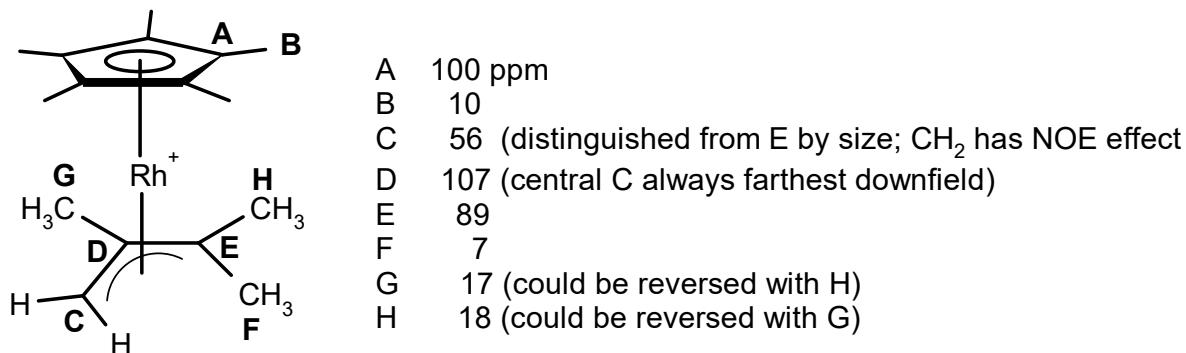 A
B
Rh+
G
H
H3C
CH3
D
E
H
C
H
CH3
F
A 100 ppm
B 10
C 56 (distinguished from E by size; CH2 has NOE effect
D 107 (central C always farthest downfield)
E 89
F 7
G 17 (could be reversed with H)
H 18 (could be reversed with G)